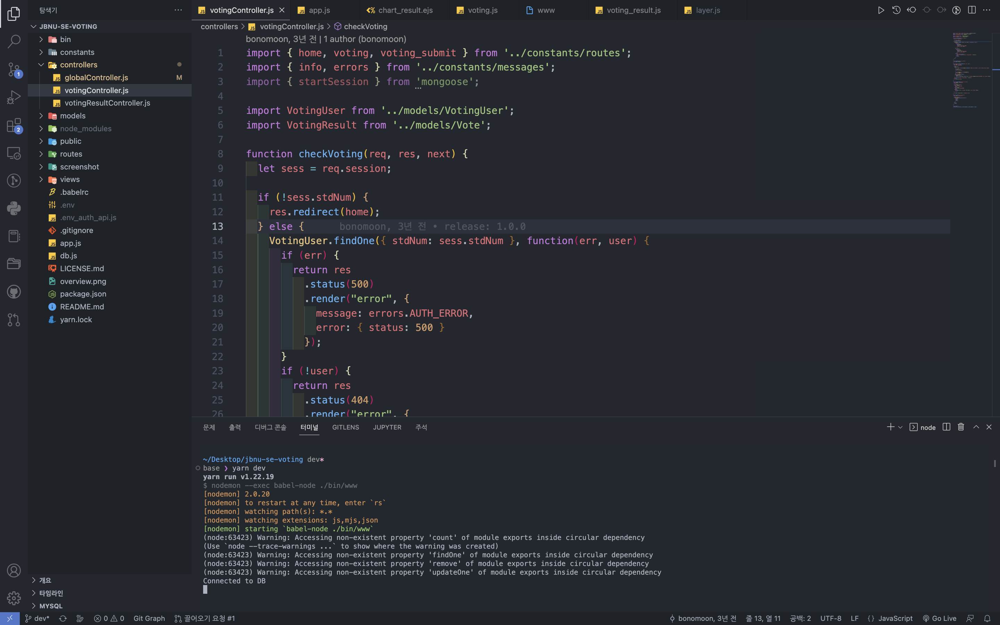 탐색기
JBNU-SE-VOTING
bin
constants
controllers
globalController.js M
votingController.js
votingResultController.js
models
node_modules
public
routes
screenshot
views
.babelrc
.env
.env_auth_api.js
.gitignore
app.js
db.js
LICENSE.md
overview.png
package.json
README.md
yarn.lock
개요
타임라인
MYSQL
1
2
votingController.js app.js chart_result.ejs voting.js www voting_result.js layer.js
controllers > votingController.js > checkVoting
bonomoon, 3년 전 | 1 author (bonomoon)
1 import { home, voting, voting_submit } from '../constants/routes';
2 import { info, errors } from '../constants/messages';
3 import { startSession } from 'mongoose';
4
5 import VotingUser from '../models/VotingUser';
6 import VotingResult from '../models/Vote';
7
8 function checkVoting(req, res, next) {
9 let sess = req.session;
10
11 if (!sess.stdNum) {
12 res.redirect(home);
13 } else { bonomoon, 3년 전 • release: 1.0.0
14 VotingUser.findOne({ stdNum: sess.stdNum }, function(err, user) {
15 if (err) {
16 return res
17 .status(500)
18 .render("error", {
19 message: errors.AUTH_ERROR,
20 error: { status: 500 }
21 });
22 }
23 if (!user) {
24 return res
25 .status(404)
26 .render("error", {
문제 출력 디버그 콘솔 터미널 GITLENS JUPYTER 주석
node
~/Desktop/jbnu-se-voting dev*
base ❯ yarn dev
yarn run v1.22.19
$ nodemon --exec babel-node ./bin/www
[nodemon] 2.0.20
[nodemon] to restart at any time, enter `rs`
[nodemon] watching path(s): *.*
[nodemon] watching extensions: js,mjs,json
[nodemon] starting `babel-node ./bin/www`
(node:63423) Warning: Accessing non-existent property 'count' of module exports inside circular dependency
(Use `node --trace-warnings ...` to show where the warning was created)
(node:63423) Warning: Accessing non-existent property 'findOne' of module exports inside circular dependency
(node:63423) Warning: Accessing non-existent property 'remove' of module exports inside circular dependency
(node:63423) Warning: Accessing non-existent property 'updateOne' of module exports inside circular dependency
Connected to DB
dev* 0 0 Git Graph 끌어오기 요청 #1 bonomoon, 3년 전 줄 13, 열 11 공백: 2 UTF-8 LF {} JavaScript Go Live